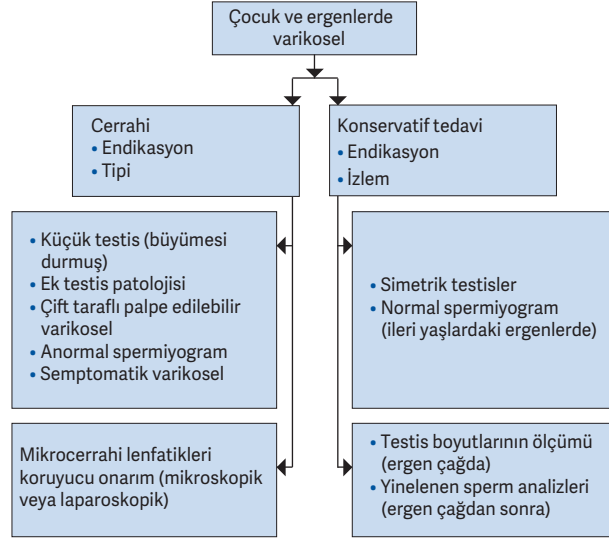 Çocuk ve ergenlerde
varikosel
Cerrahi
• Endikasyon
• Tipi
Konservatif tedavi
• Endikasyon
• İzlem
• Küçük testis (büyümesi
durmuş)
• Ek testis patolojisi
• Çift taraflı palpe edilebilir
varikosel
• Anormal spermiyogram
• Semptomatik varikosel
• Simetrik testisler
• Normal spermiyogram
(ileri yaşlardaki ergenlerde)
Mikrocerrahi lenfatikleri
koruyucu onarım (mikroskopik
veya laparoskopik)
• Testis boyutlarının ölçümü
(ergen çağda)
• Yinelenen sperm analizleri
(ergen çağdan sonra)